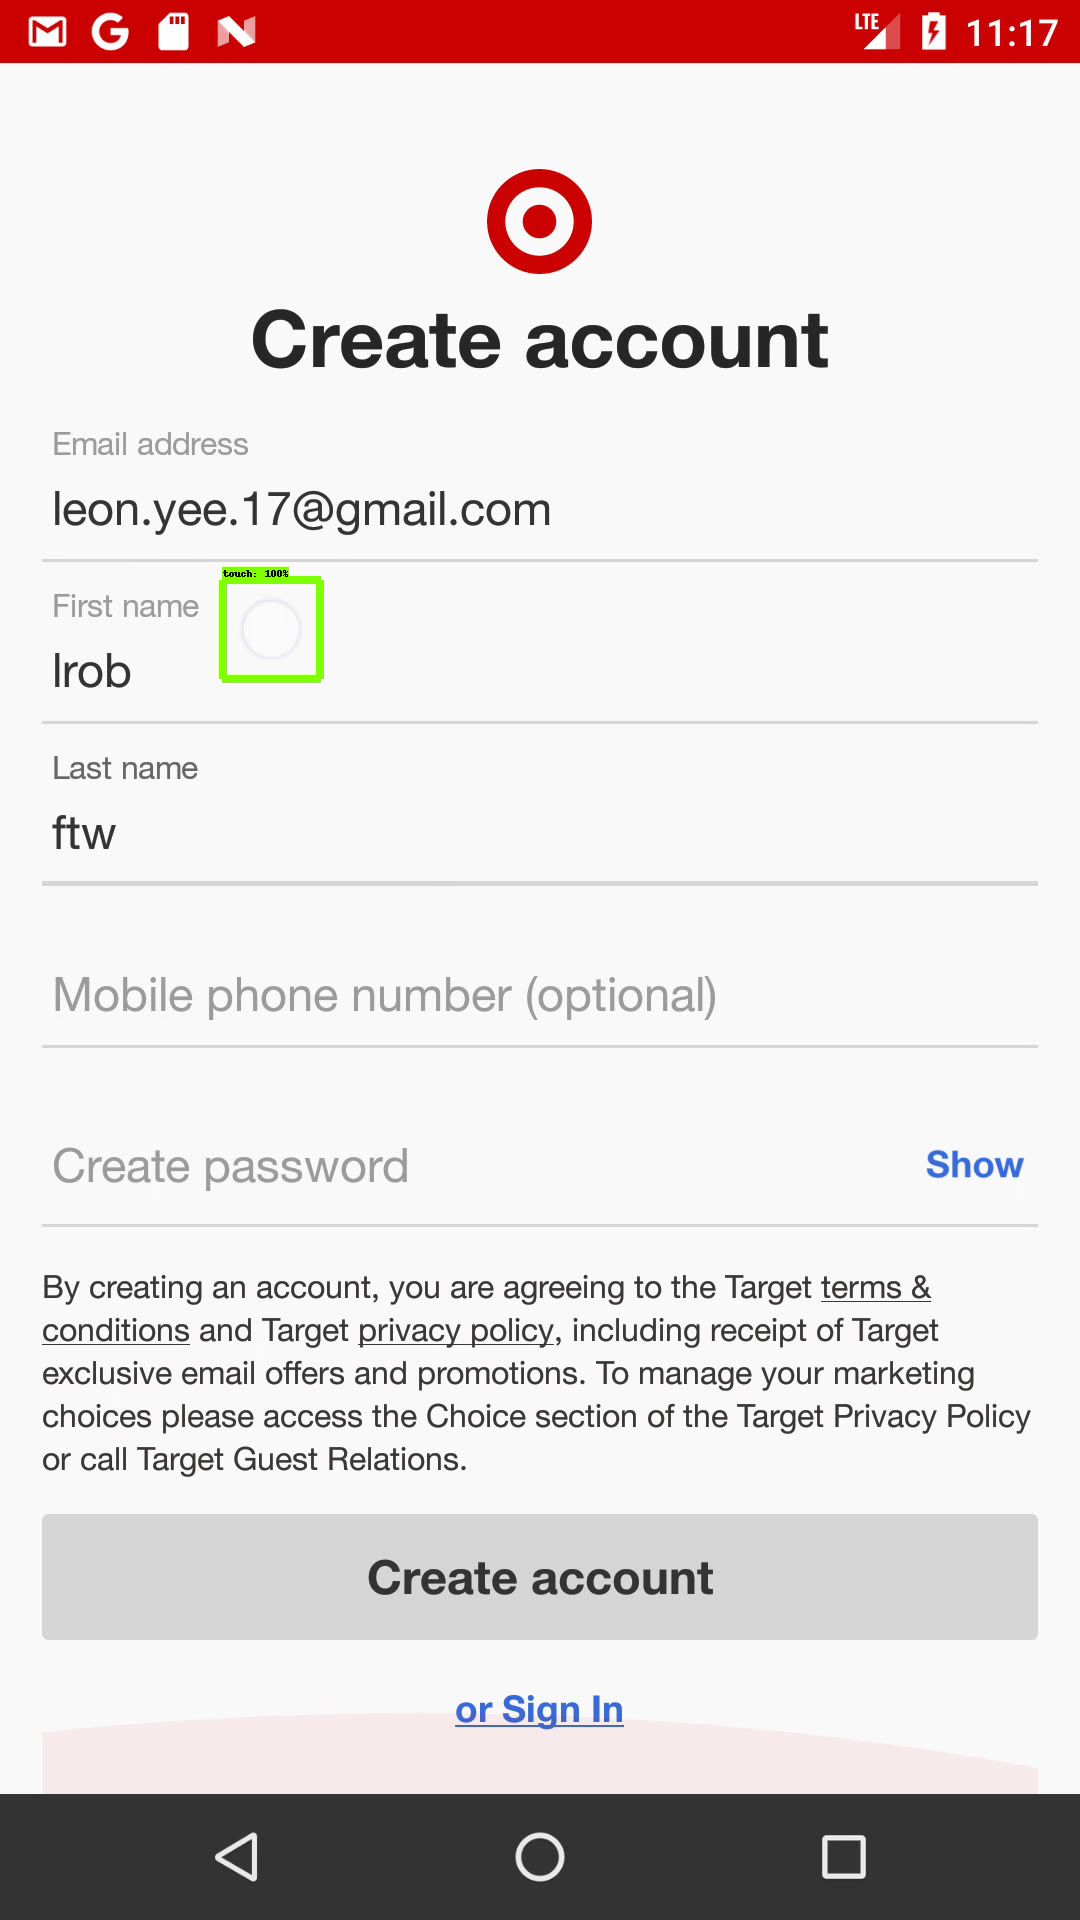 LTE 11:17
Create account
Email address
leon.yee.17@gmail.com
touch: 100%
First name
lrob
Last name
ftw
Mobile phone number (optional)
Create password
Show
By creating an account, you are agreeing to the Target terms &
conditions and Target privacy policy, including receipt of Target
exclusive email offers and promotions. To manage your marketing
choices please access the Choice section of the Target Privacy Policy
or call Target Guest Relations.
Create account
or Sign In